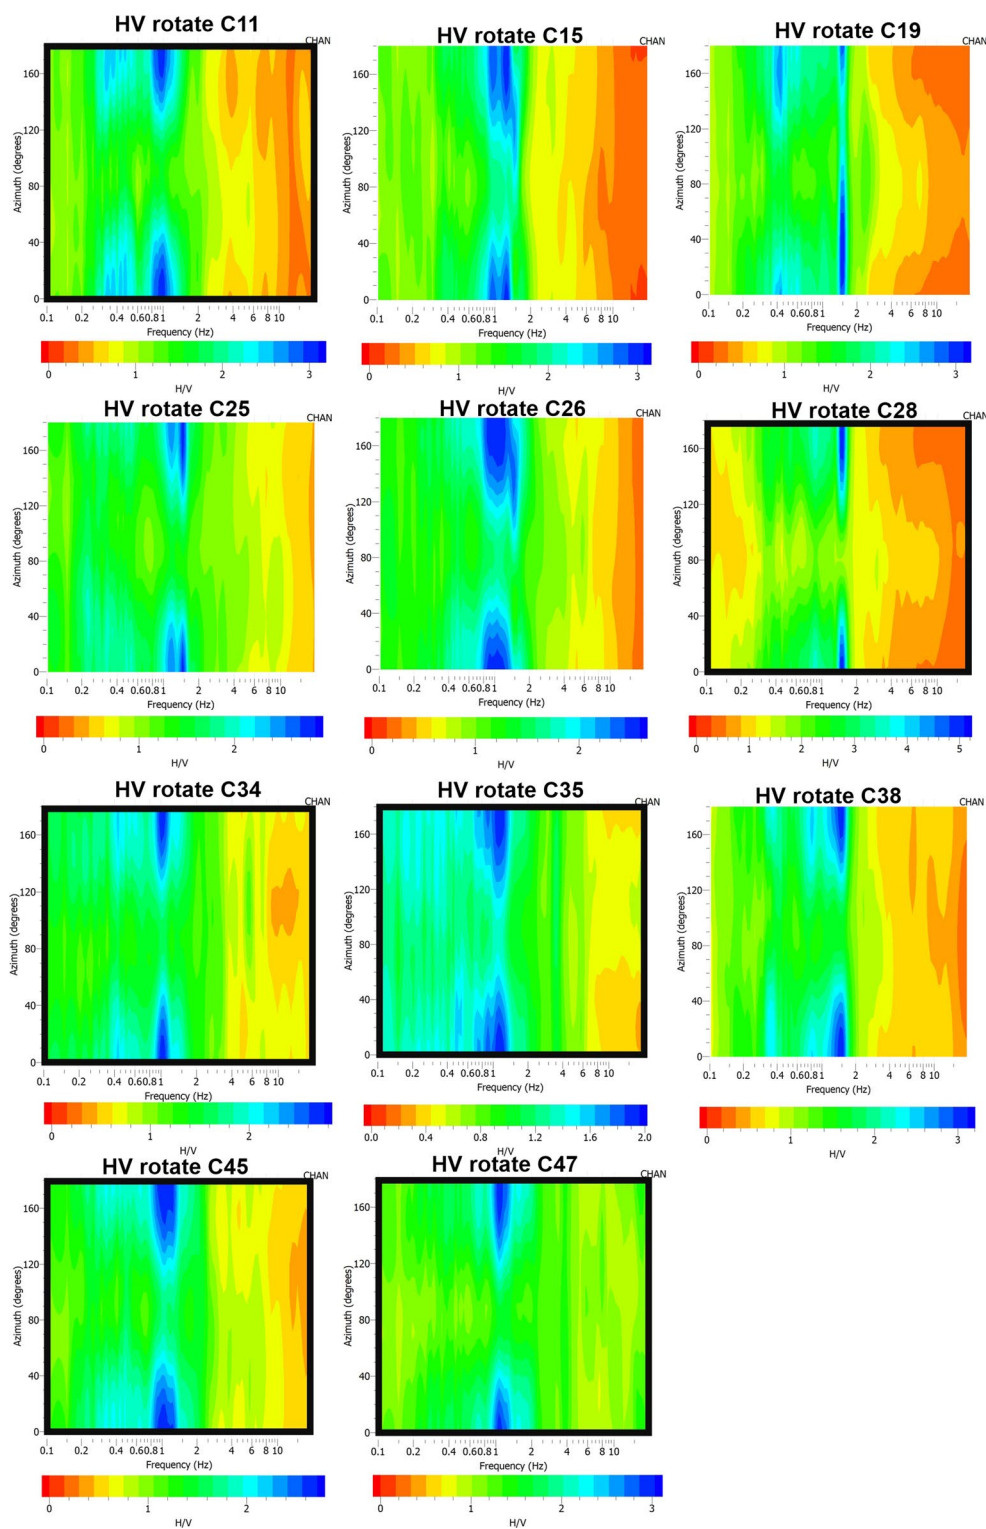 HV rotate C11
CHAN
Azimuth (degrees)
160
120
80
40
0
0.1 0.2 0.4 0.60.81 2 4 6 8 10
Frequency (Hz)
0 1 2 3
H/V
HV rotate C15
CHAN
Azimuth (degrees)
160
120
80
40
0
0.1 0.2 0.4 0.60.81 2 4 6 8 10
Frequency (Hz)
0 1 2 3
H/V
HV rotate C19
CHAN
Azimuth (degrees)
160
120
80
40
0
0.1 0.2 0.4 0.60.81 2 4 6 8 10
Frequency (Hz)
0 1 2 3
H/V
HV rotate C25
CHAN
Azimuth (degrees)
160
120
80
40
0
0.1 0.2 0.4 0.60.81 2 4 6 8 10
Frequency (Hz)
0 1 2
H/V
HV rotate C26
CHAN
Azimuth (degrees)
160
120
80
40
0
0.1 0.2 0.4 0.60.81 2 4 6 8 10
Frequency (Hz)
0 1 2
H/V
HV rotate C28
CHAN
Azimuth (degrees)
160
120
80
40
0
0.1 0.2 0.4 0.60.81 2 4 6 8 10
Frequency (Hz)
0 1 2 3 4 5
H/V
HV rotate C34
CHAN
Azimuth (degrees)
160
120
80
40
0
0.1 0.2 0.4 0.60.81 2 4 6 8 10
Frequency (Hz)
0 1 2
H/V
HV rotate C35
CHAN
Azimuth (degrees)
160
120
80
40
0
0.1 0.2 0.4 0.60.81 2 4 6 8 10
Frequency (Hz)
0.0 0.4 0.8 1.2 1.6 2.0
H/V
HV rotate C38
CHAN
Azimuth (degrees)
160
120
80
40
0
0.1 0.2 0.4 0.60.81 2 4 6 8 10
Frequency (Hz)
0 1 2 3
H/V
HV rotate C45
CHAN
Azimuth (degrees)
160
120
80
40
0
0.1 0.2 0.4 0.60.81 2 4 6 8 10
Frequency (Hz)
0 1 2
H/V
HV rotate C47
CHAN
Azimuth (degrees)
160
120
80
40
0
0.1 0.2 0.4 0.60.81 2 4 6 8 10
Frequency (Hz)
0 1 2 3
H/V